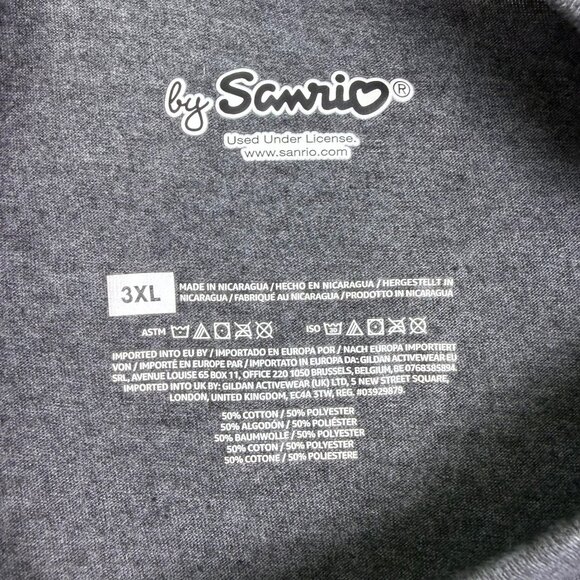 by Sanrio®
Used Under License.
www.sanrio.com
3XL
MADE IN NICARAGUA / HECHO EN NICARAGUA / HERGESTELLT IN
NICARAGUA / FABRIQUÉ AU NICARAGUA / PRODOTTO IN NICARAGUA
ASTM ISO
IMPORTED INTO EU BY / IMPORTADO EN EUROPA POR / NACH EUROPA IMPORTIERT
VON / IMPORTÉ EN EUROPE PAR / IMPORTATO IN EUROPA DA: GILDAN ACTIVEWEAR EU
SRL, AVENUE LOUISE 65 BOX 11, OFFICE 220 1050 BRUSSELS, BELGIUM, BE 0768385894.
IMPORTED INTO UK BY: GILDAN ACTIVEWEAR (UK) LTD, 5 NEW STREET SQUARE,
LONDON, UNITED KINGDOM, EC4A 3TW, REG. #03929879.
50% COTTON / 50% POLYESTER
50% ALGODÓN / 50% POLIÉSTER
50% BAUMWOLLE / 50% POLYESTER
50% COTON / 50% POLYESTER
50% COTONE / 50% POLIESTERE